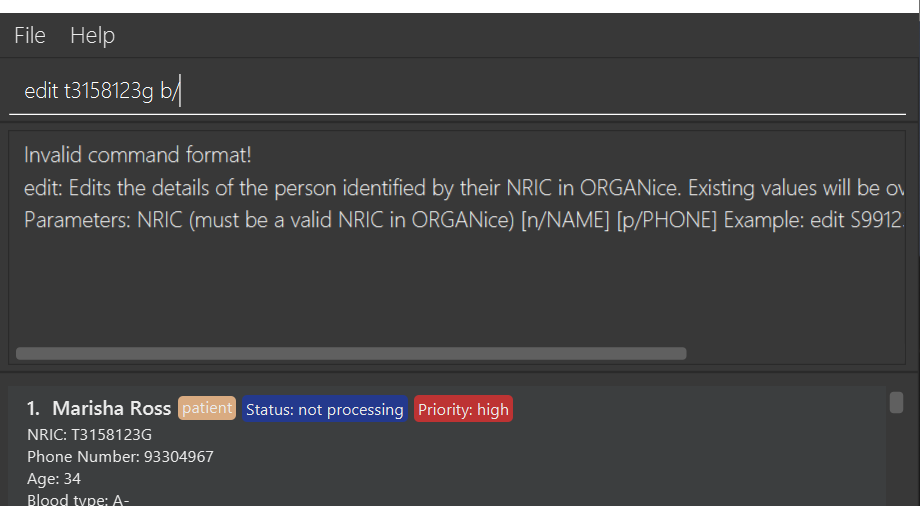 File Help
edit t3158123g b/
Invalid command format!
edit: Edits the details of the person identified by their NRIC in ORGANice. Existing values will be
Parameters: NRIC (must be a valid NRIC in ORGANice) [n/NAME] [p/PHONE] Example: edit S9912
1. Marisha Ross patient Status: not processing Priority: high
NRIC: T3158123G
Phone Number: 93304967
Age: 34
Blood type: A-